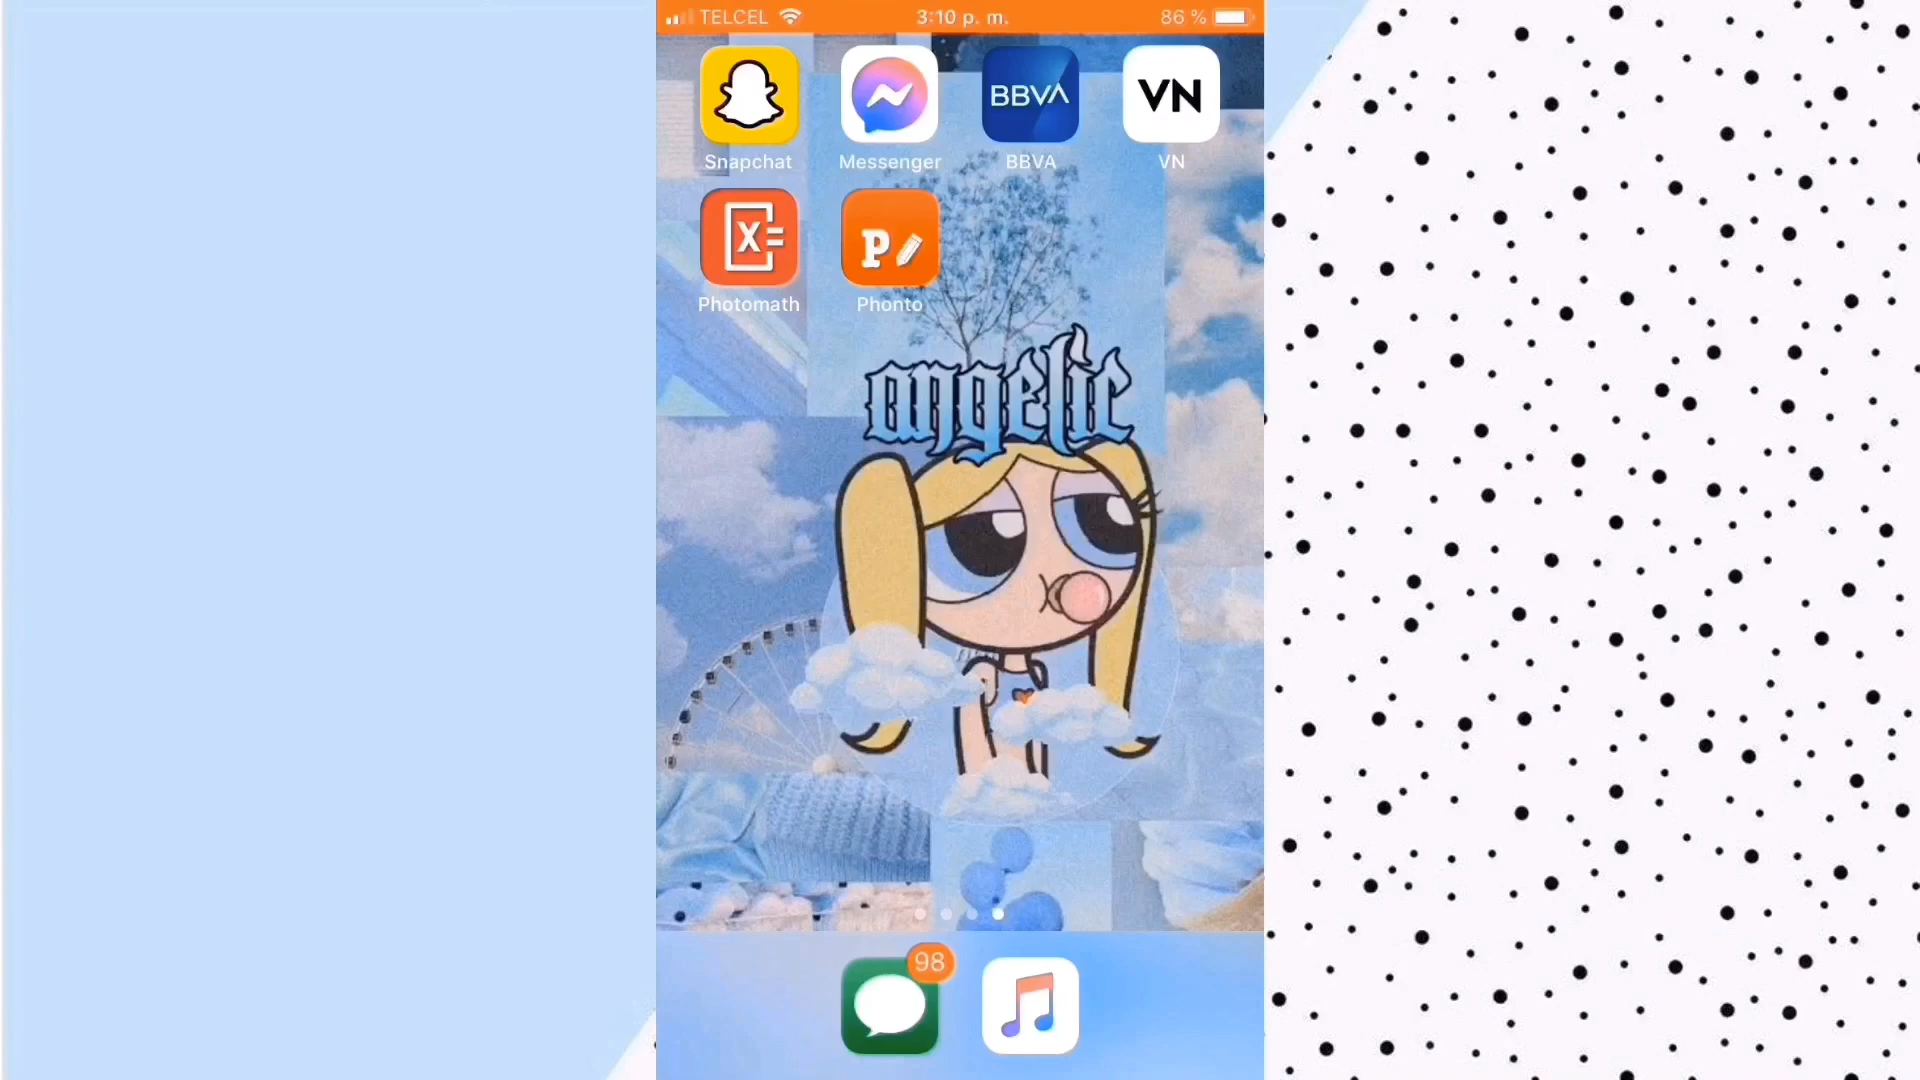 TELCEL 3:10 p. m. 86 %
BBVA VN
Snapchat Messenger BBVA VN
X= P
Photomath Phonto
angelic
98